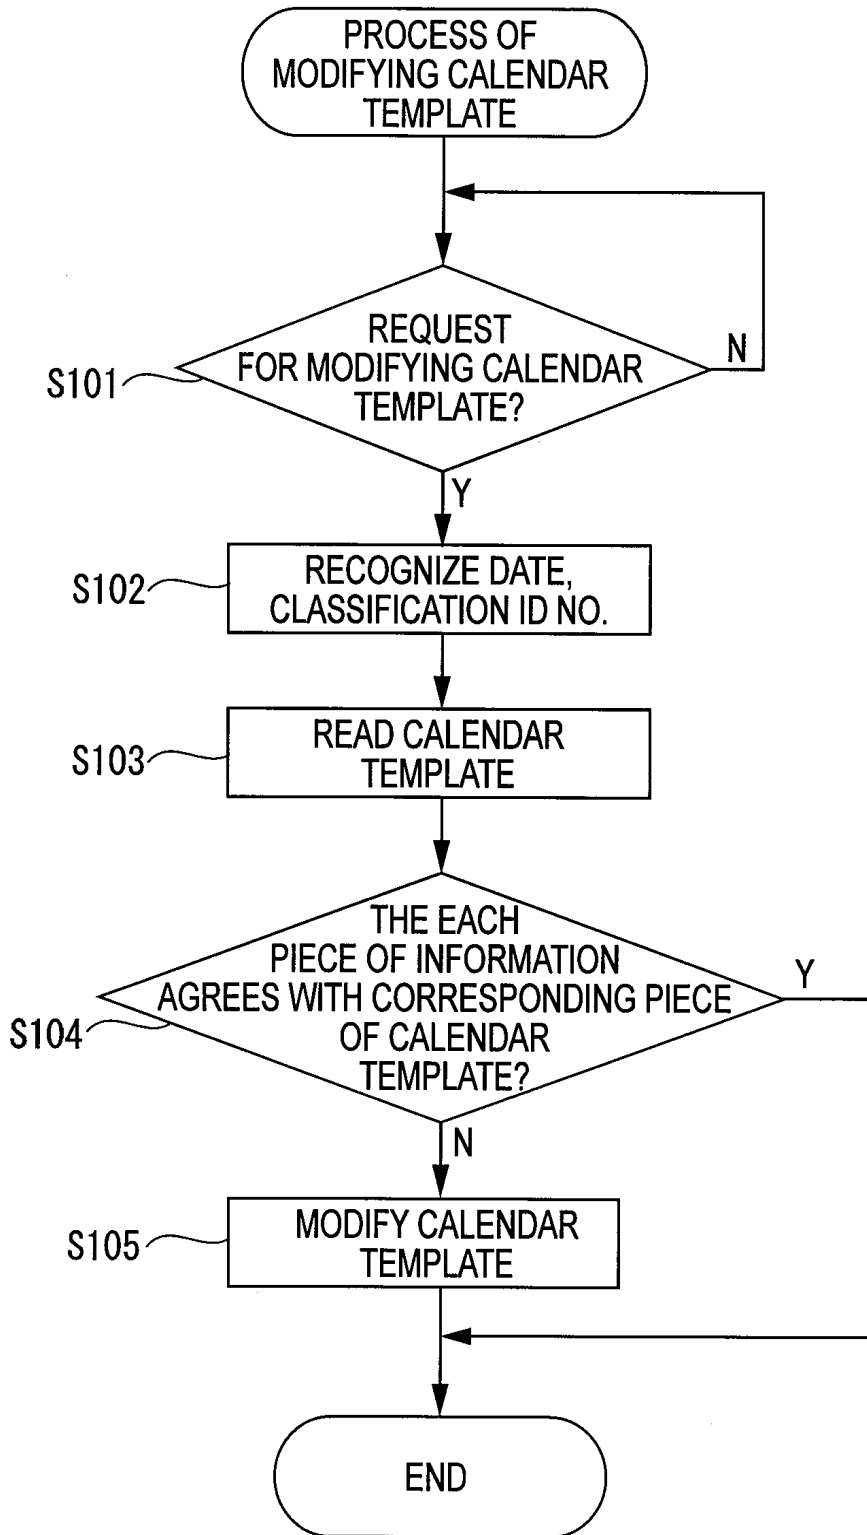 PROCESS OF
MODIFYING CALENDAR
TEMPLATE
REQUEST
FOR MODIFYING CALENDAR
TEMPLATE?
N
S101
Y
RECOGNIZE DATE,
CLASSIFICATION ID NO.
S102
READ CALENDAR
TEMPLATE
S103
THE EACH
PIECE OF INFORMATION
AGREES WITH CORRESPONDING PIECE
OF CALENDAR
TEMPLATE?
Y
S104
N
MODIFY CALENDAR
TEMPLATE
S105
END